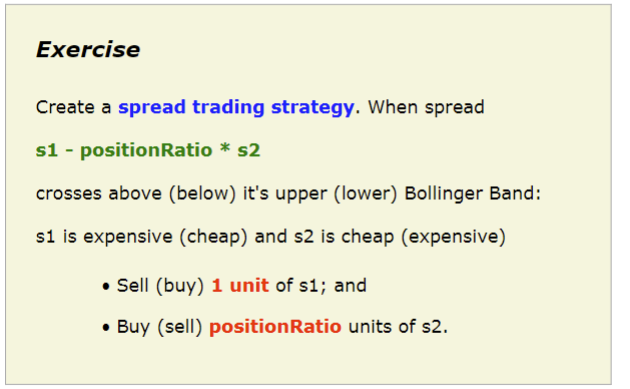 Exercise
Create a spread trading strategy. When spread
s1 - positionRatio * s2
crosses above (below) it's upper (lower) Bollinger Band:
s1 is expensive (cheap) and s2 is cheap (expensive)
• Sell (buy) 1 unit of s1; and
• Buy (sell) positionRatio units of s2.